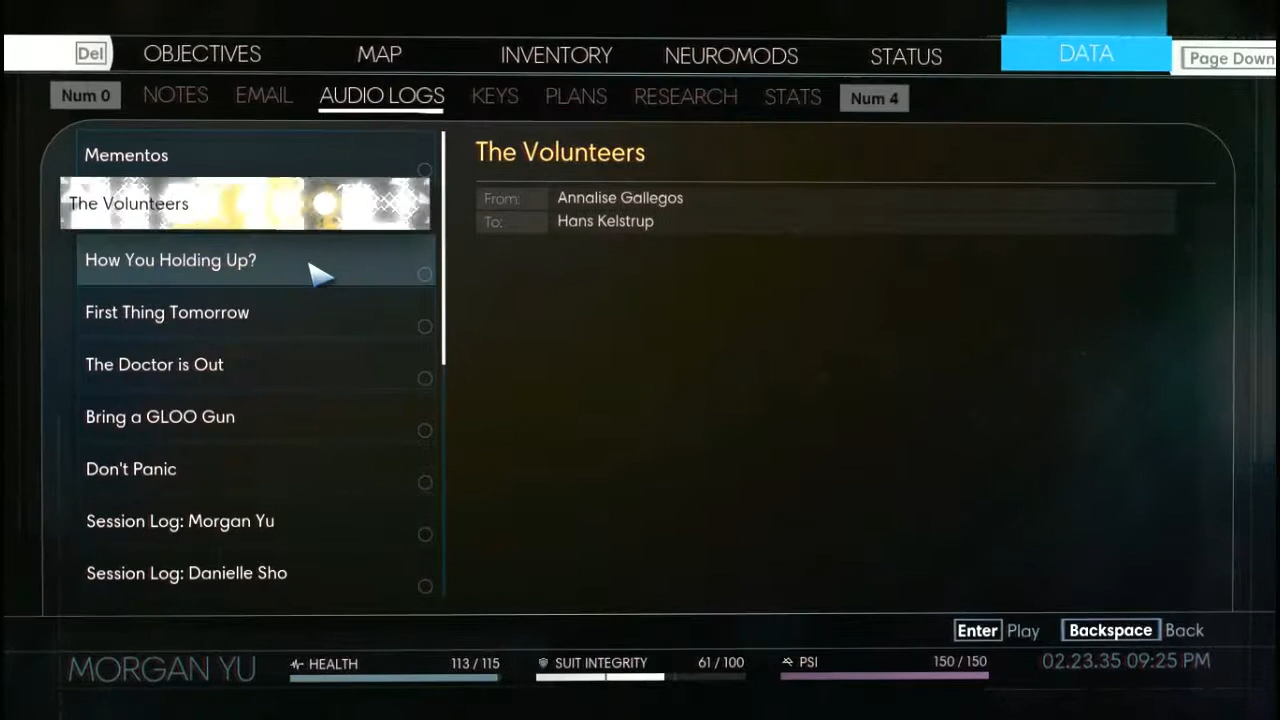 Del OBJECTIVES MAP INVENTORY NEUROMODS STATUS DATA Page Down
Num 0 NOTES EMAIL AUDIO LOGS KEYS PLANS RESEARCH STATS Num 4
Mementos
The Volunteers
How You Holding Up?
First Thing Tomorrow
The Doctor is Out
Bring a GLOO Gun
Don't Panic
Session Log: Morgan Yu
Session Log: Danielle Sho
The Volunteers
From: Annalise Gallegos
To: Hans Kelstrup
Enter Play Backspace Back
MORGAN YU HEALTH 113 / 115 SUIT INTEGRITY 61 / 100 PSI 150 / 150 02.23.35 09:25 PM